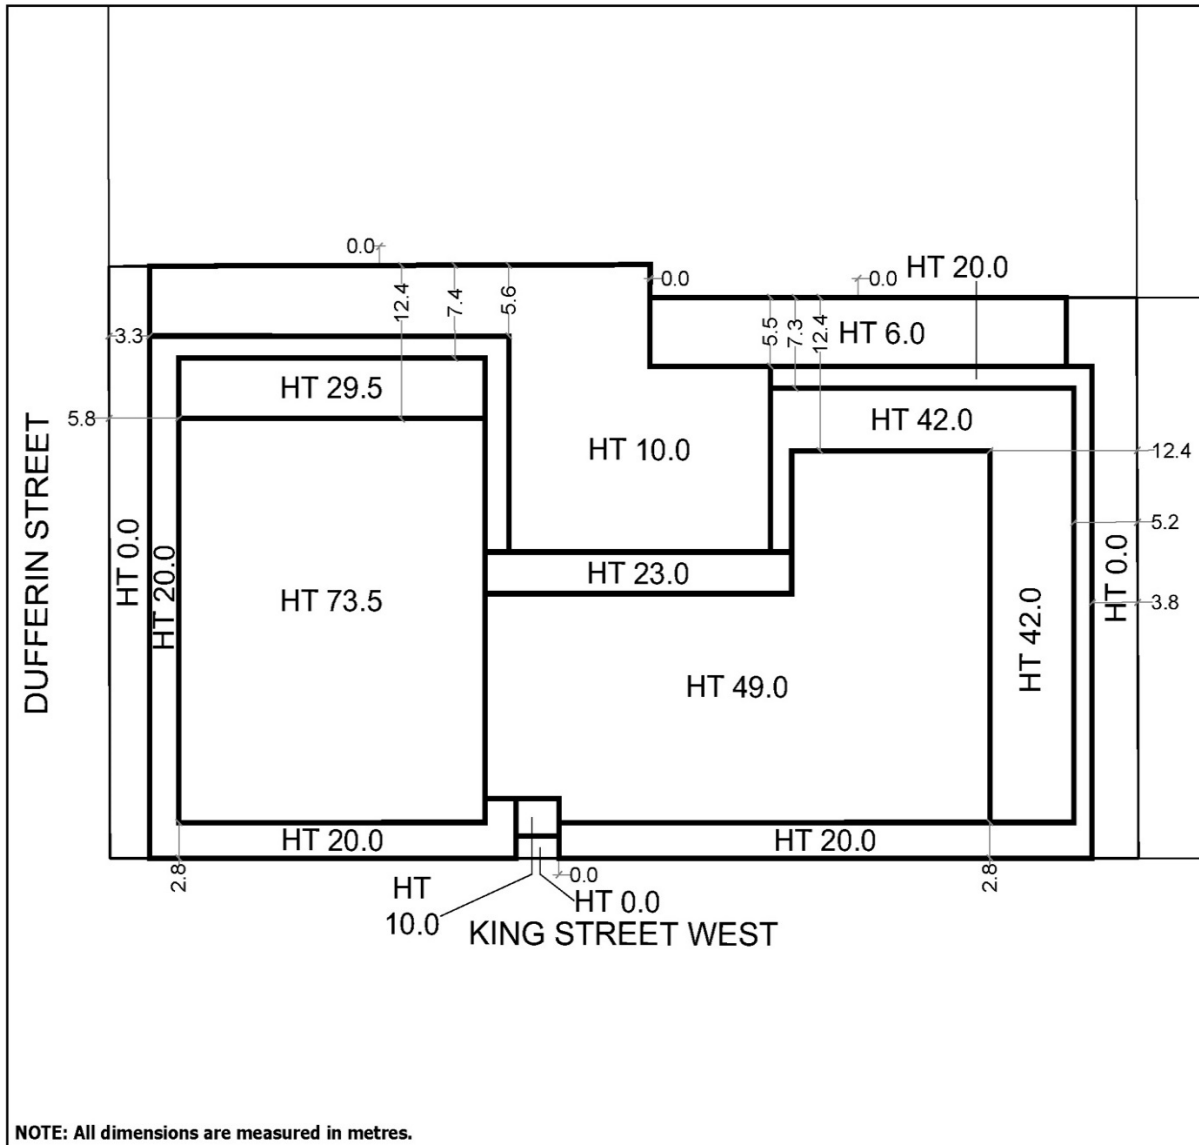 0.0
HT 20.0
0.0
0.0
12.4
7.4
5.6
5.5
7.3
12.4
HT 6.0
3.3
HT 29.5
5.8
HT 42.0
HT 10.0
12.4
DUFFERIN STREET
HT 0.0
HT 20.0
5.2
HT 23.0
HT 0.0
HT 73.5
3.8
HT 42.0
HT 49.0
HT 20.0
HT 20.0
2.8
0.0
2.8
HT
10.0
HT 0.0
KING STREET WEST
NOTE: All dimensions are measured in metres.